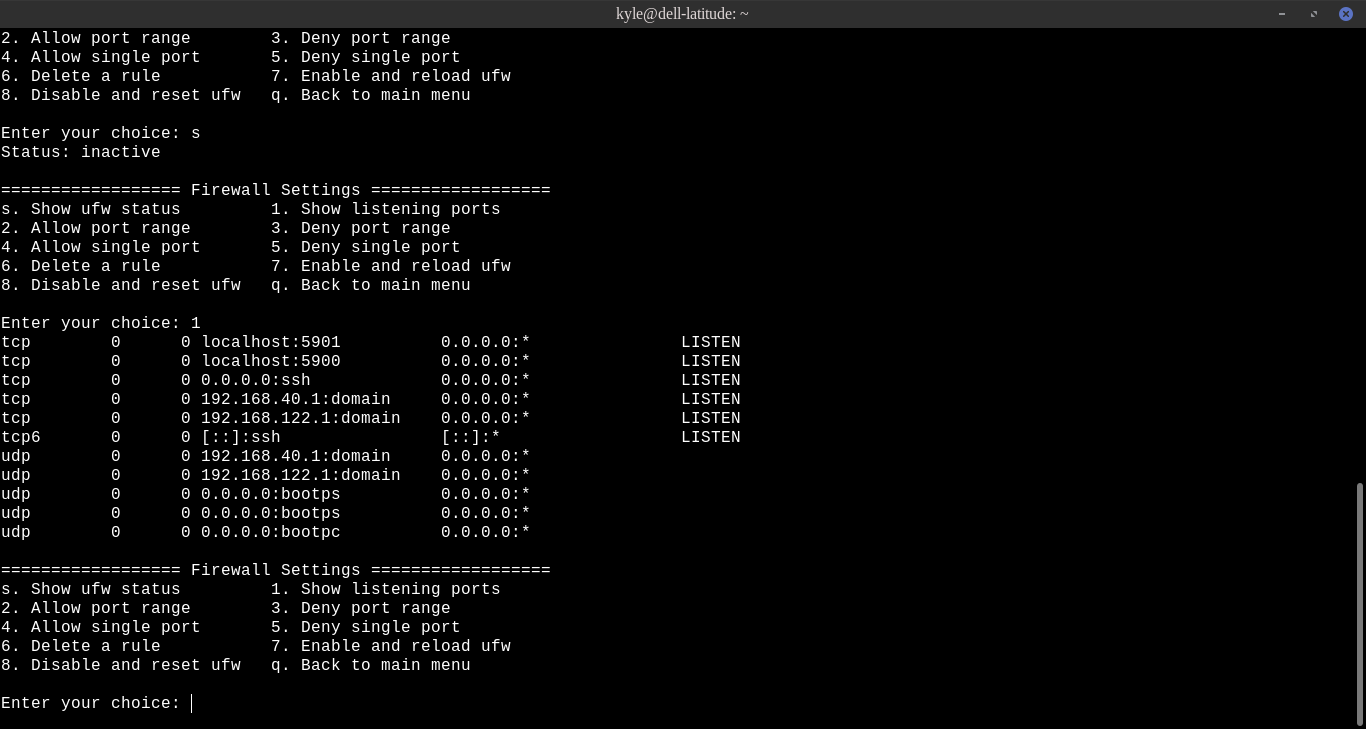 kyle@dell-latitude: ~
2. Allow port range        3. Deny port range
4. Allow single port       5. Deny single port
6. Delete a rule           7. Enable and reload ufw
8. Disable and reset ufw   q. Back to main menu

Enter your choice: s
Status: inactive

================== Firewall Settings ==================
s. Show ufw status         1. Show listening ports
2. Allow port range        3. Deny port range
4. Allow single port       5. Deny single port
6. Delete a rule           7. Enable and reload ufw
8. Disable and reset ufw   q. Back to main menu

Enter your choice: 1
tcp        0      0 localhost:5901          0.0.0.0:*               LISTEN
tcp        0      0 localhost:5900          0.0.0.0:*               LISTEN
tcp        0      0 0.0.0.0:ssh             0.0.0.0:*               LISTEN
tcp        0      0 192.168.40.1:domain     0.0.0.0:*               LISTEN
tcp        0      0 192.168.122.1:domain    0.0.0.0:*               LISTEN
tcp6       0      0 [::]:ssh                [::]:*                  LISTEN
udp        0      0 192.168.40.1:domain     0.0.0.0:*
udp        0      0 192.168.122.1:domain    0.0.0.0:*
udp        0      0 0.0.0.0:bootps          0.0.0.0:*
udp        0      0 0.0.0.0:bootps          0.0.0.0:*
udp        0      0 0.0.0.0:bootpc          0.0.0.0:*

================== Firewall Settings ==================
s. Show ufw status         1. Show listening ports
2. Allow port range        3. Deny port range
4. Allow single port       5. Deny single port
6. Delete a rule           7. Enable and reload ufw
8. Disable and reset ufw   q. Back to main menu

Enter your choice: